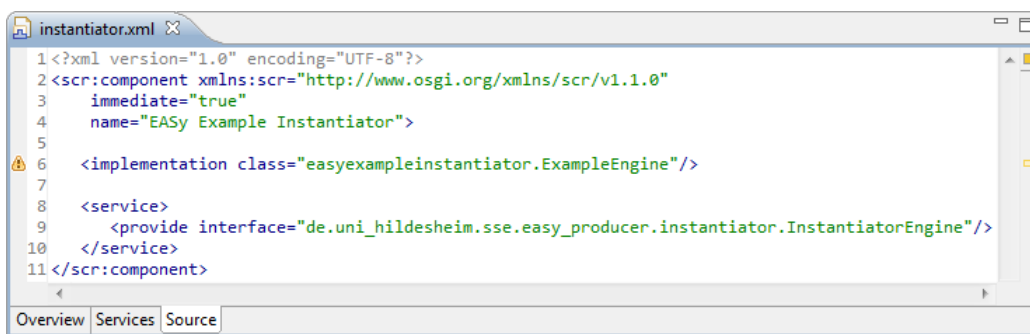 instantiator.xml
1 <?xml version="1.0" encoding="UTF-8"?>
2 <scr:component xmlns:scr="http://www.osgi.org/xmlns/scr/v1.1.0"
3     immediate="true"
4     name="EASy Example Instantiator">
5
6    <implementation class="easyexampleinstantiator.ExampleEngine"/>
7
8    <service>
9       <provide interface="de.uni_hildesheim.sse.easy_producer.instantiator.InstantiatorEngine"/>
10    </service>
11 </scr:component>
Overview Services Source